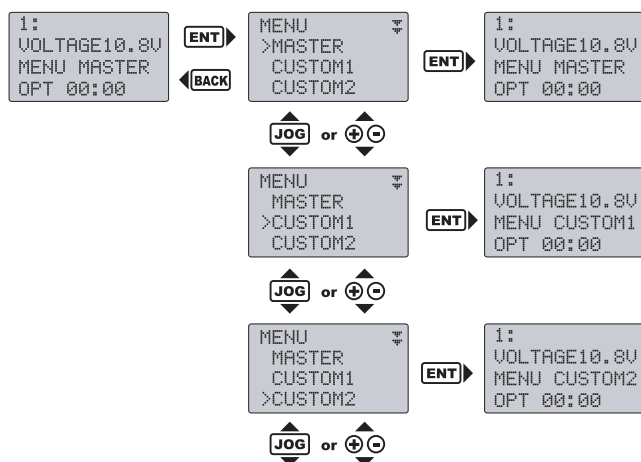 1:
VOLTAGE10.8V
MENU MASTER
OPT 00:00
ENT
BACK
MENU
>MASTER
CUSTOM1
CUSTOM2
ENT
1:
VOLTAGE10.8V
MENU MASTER
OPT 00:00
JOG or
MENU
MASTER
>CUSTOM1
CUSTOM2
ENT
1:
VOLTAGE10.8V
MENU CUSTOM1
OPT 00:00
JOG or
MENU
MASTER
CUSTOM1
>CUSTOM2
ENT
1:
VOLTAGE10.8V
MENU CUSTOM2
OPT 00:00
JOG or